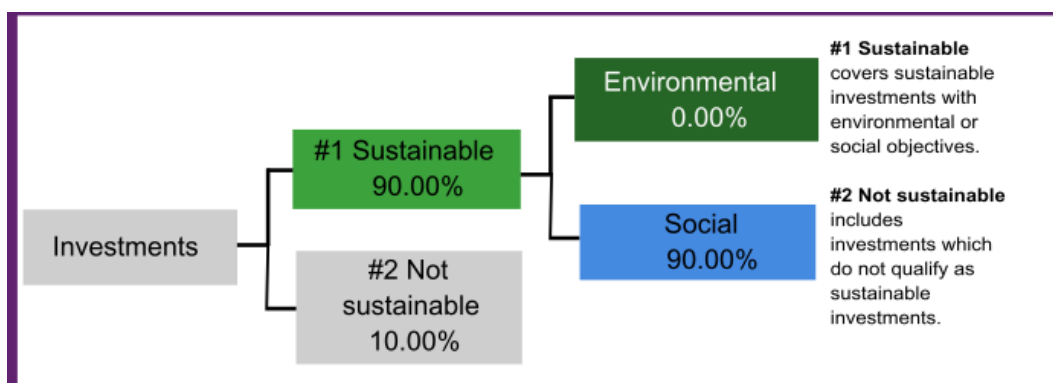 Investments
#1 Sustainable
90.00%
#2 Not
sustainable
10.00%
Environmental
0.00%
Social
90.00%
#1 Sustainable
covers sustainable
investments with
environmental or
social objectives.
#2 Not sustainable
includes
investments which
do not qualify as
sustainable
investments.